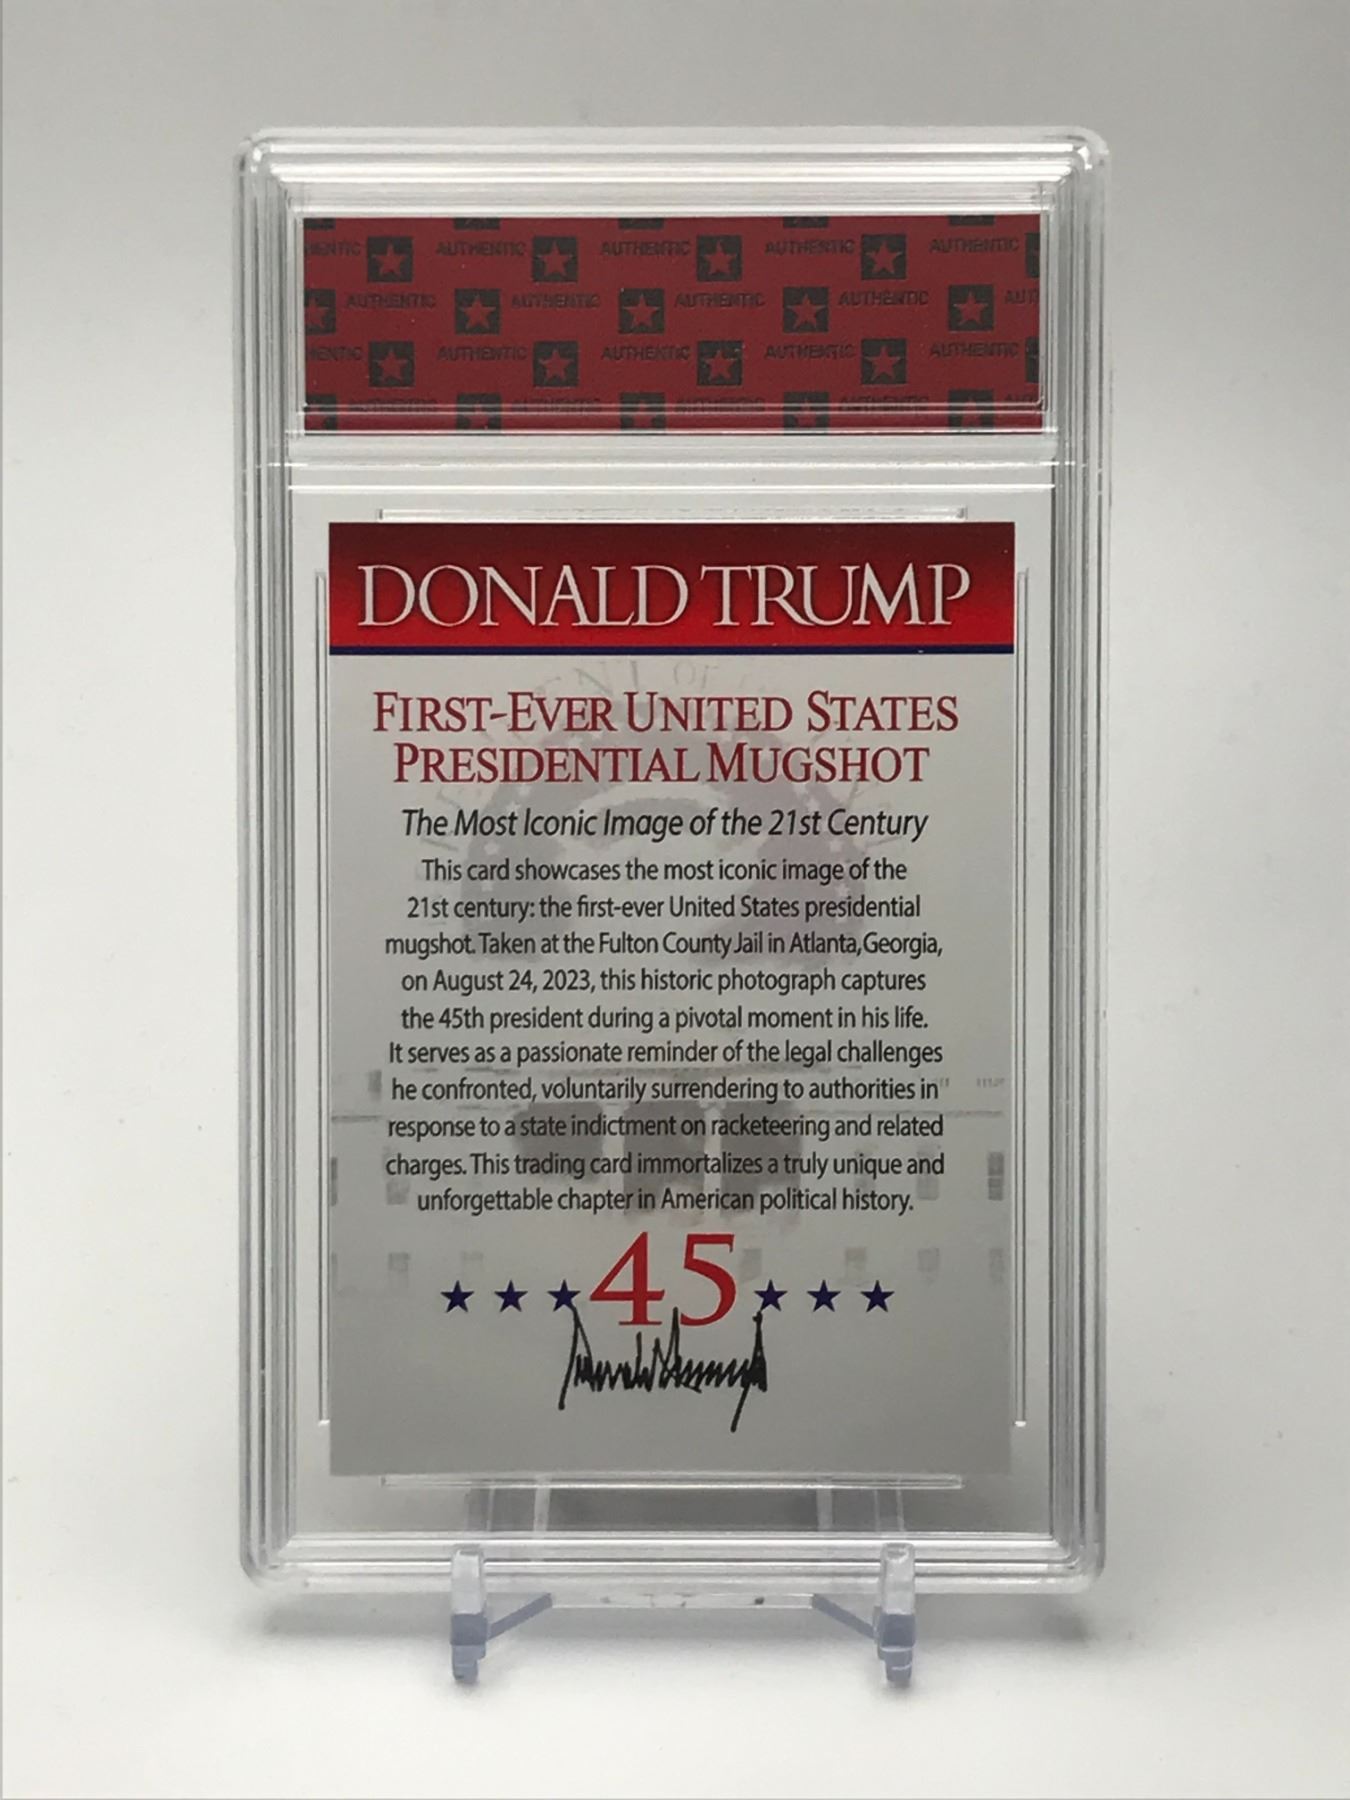 AUTHENTIC AUTHENTIC AUTHENTIC AUTHENTIC
AUTHENTIC AUTHENTIC AUTHENTIC AUTHENTIC
AUTHENTIC AUTHENTIC AUTHENTIC AUTHENTIC
AUTHENTIC AUTHENTIC AUTHENTIC AUTHENTIC
DONALD TRUMP
FIRST-EVER UNITED STATES
PRESIDENTIAL MUGSHOT
The Most Iconic Image of the 21st Century
This card showcases the most iconic image of the
21st century: the first-ever United States presidential
mugshot. Taken at the Fulton County Jail in Atlanta, Georgia,
on August 24, 2023, this historic photograph captures
the 45th president during a pivotal moment in his life.
It serves as a passionate reminder of the legal challenges
he confronted, voluntarily surrendering to authorities in
response to a state indictment on racketeering and related
charges. This trading card immortalizes a truly unique and
unforgettable chapter in American political history.
45